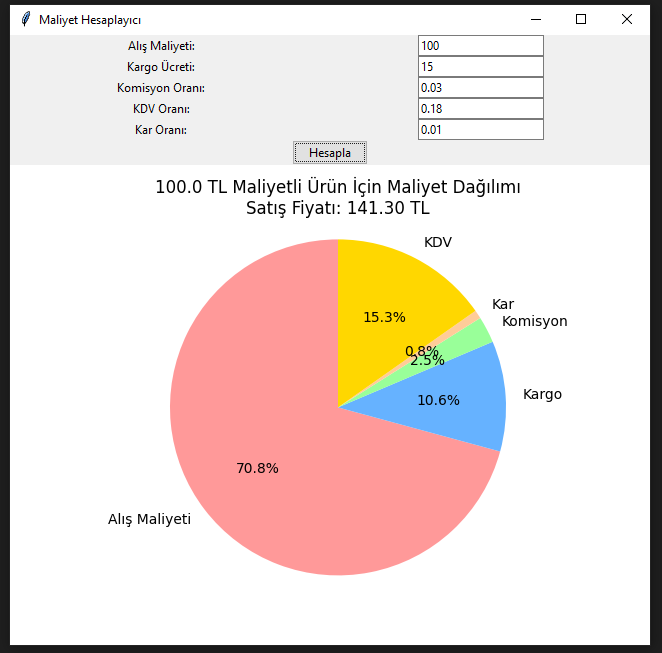 Maliyet Hesaplayıcı
Alış Maliyeti: 100
Kargo Ücreti: 15
Komisyon Oranı: 0.03
KDV Oranı: 0.18
Kar Oranı: 0.01
Hesapla
100.0 TL Maliyetli Ürün İçin Maliyet Dağılımı
Satış Fiyatı: 141.30 TL
KDV
15.3%
Kar
0.8%
Komisyon
2.5%
Kargo
10.6%
70.8%
Alış Maliyeti